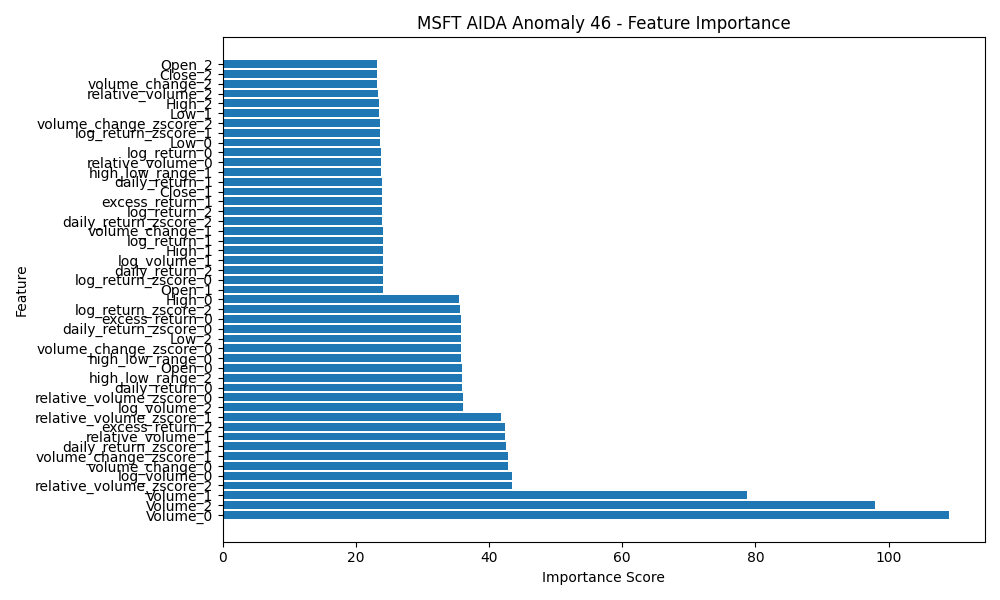 MSFT AIDA Anomaly 46 - Feature Importance
Open_2
Close_2
volume_change_2
relative_volume_2
High_2
Low_1
volume_change_zscore_2
log_return_zscore_1
Low_0
log_return_0
relative_volume_0
high_low_range_1
daily_return_1
Close_1
excess_return_1
log_return_2
daily_return_zscore_2
volume_change_1
log_return_1
High_1
log_volume_1
daily_return_2
log_return_zscore_0
Open_1
High_0
log_return_zscore_2
excess_return_0
daily_return_zscore_0
Low_2
volume_change_zscore_0
high_low_range_0
Open_0
high_low_range_2
daily_return_0
relative_volume_zscore_0
log_volume_2
relative_volume_zscore_1
excess_return_2
relative_volume_1
daily_return_zscore_1
volume_change_zscore_1
volume_change_0
log_volume_0
relative_volume_zscore_2
Volume_1
Volume_2
Volume_0
Feature
0 20 40 60 80 100
Importance Score